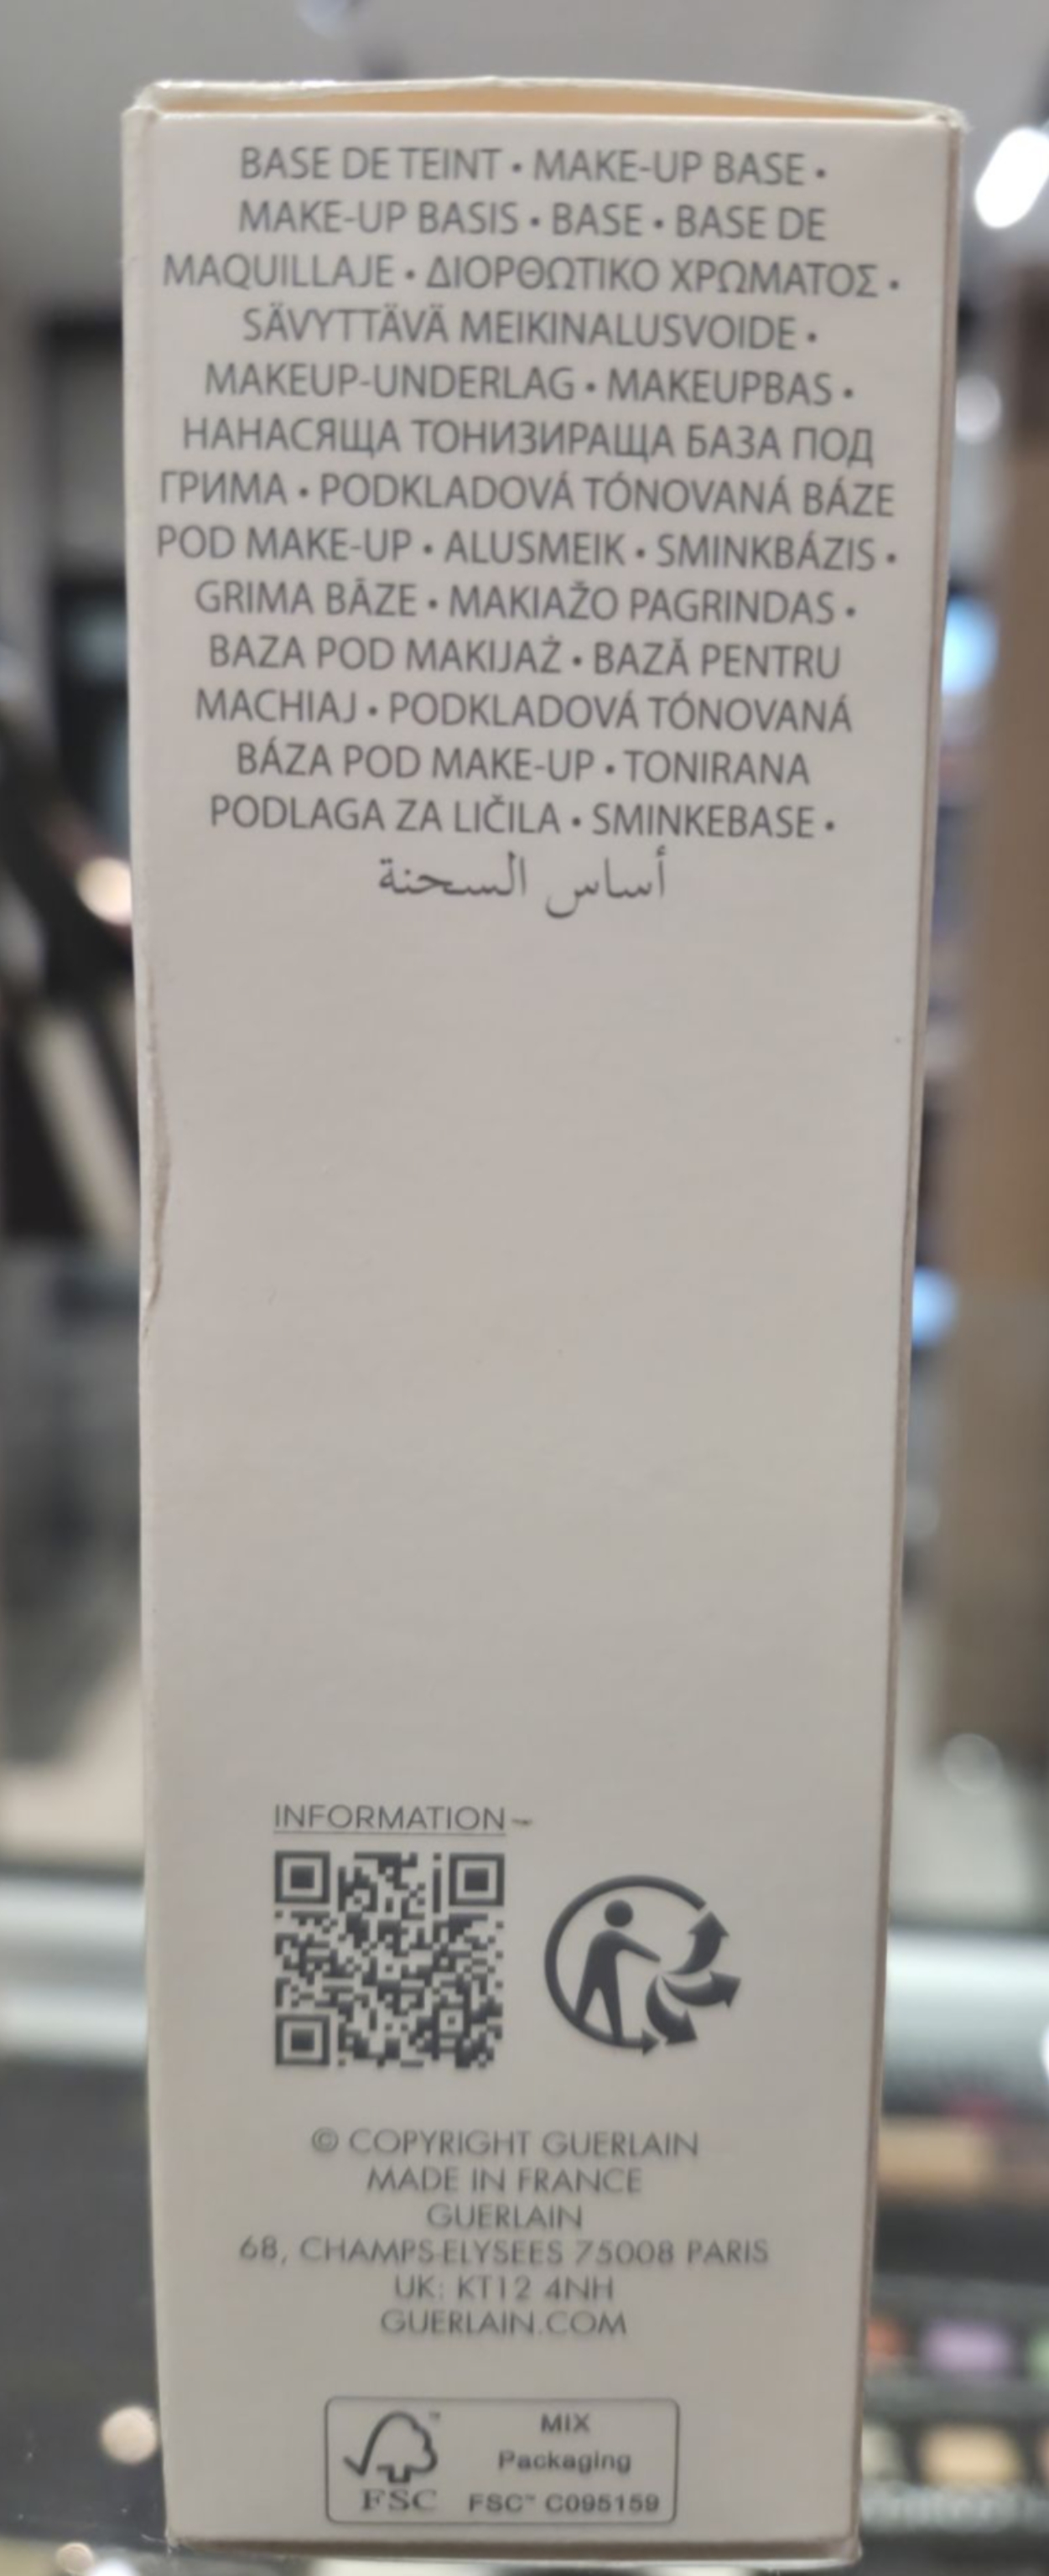 BASE DE TEINT • MAKE-UP BASE •
MAKE-UP BASIS • BASE • BASE DE
MAQUILLAJE • ΔΙΟΡΘΩΤΙΚΟ ΧΡΩΜΑΤΟΣ •
SÄVYTTÄVÄ MEIKINALUSVOIDE •
MAKEUP-UNDERLAG • MAKEUPBAS •
НАНАСЯЩА ТОНИЗИРАЩА БАЗА ПОД
ГРИМА • PODKLADOVÁ TÓNOVANÁ BÁZE
POD MAKE-UP • ALUSMEIK • SMINKBÁZIS •
GRIMA BĀZE • MAKIAŽO PAGRINDAS •
BAZA POD MAKIJAŻ • BAZĂ PENTRU
MACHIAJ • PODKLADOVÁ TÓNOVANÁ
BÁZA POD MAKE-UP • TONIRANA
PODLAGA ZA LIČILA • SMINKEBASE •
أساس السحنة
INFORMATION
© COPYRIGHT GUERLAIN
MADE IN FRANCE
GUERLAIN
68, CHAMPS-ELYSEES 75008 PARIS
UK: KT12 4NH
GUERLAIN.COM
MIX
Packaging
FSC™ FSC™ C095159